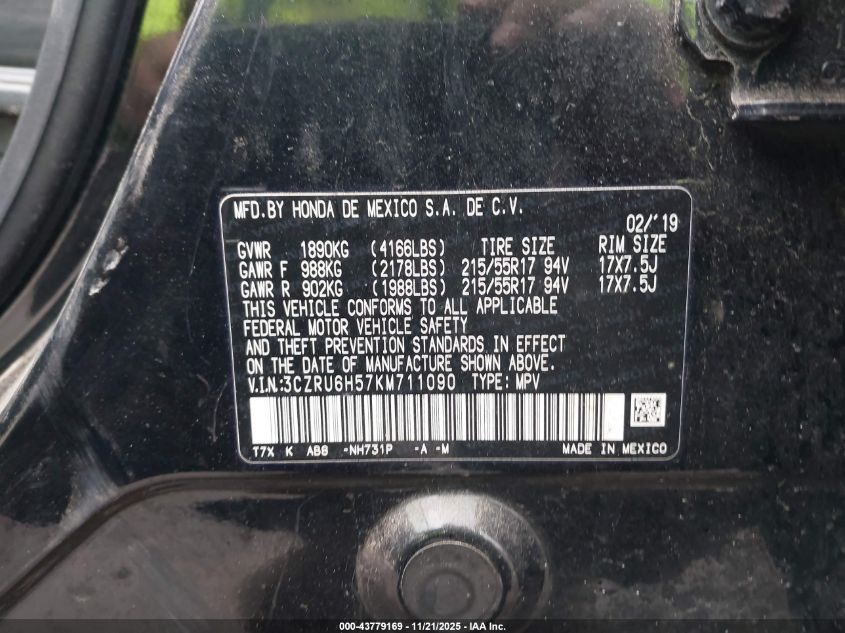 MFD.BY HONDA DE MEXICO S.A. DE C.V.
02/'19
GVWR 1890KG (4166LBS) TIRE SIZE RIM SIZE
GAWR F 988KG (2178LBS) 215/55R17 94V 17X7.5J
GAWR R 902KG (1988LBS) 215/55R17 94V 17X7.5J
THIS VEHICLE CONFORMS TO ALL APPLICABLE
FEDERAL MOTOR VEHICLE SAFETY
AND THEFT PREVENTION STANDARDS IN EFFECT
ON THE DATE OF MANUFACTURE SHOWN ABOVE.
V.I.N:3CZRU6H57KM711090 TYPE: MPV
T7X K AB8 -NH731P -A -M MADE IN MEXICO
000-43779169 - 11/21/2025 - IAA Inc.